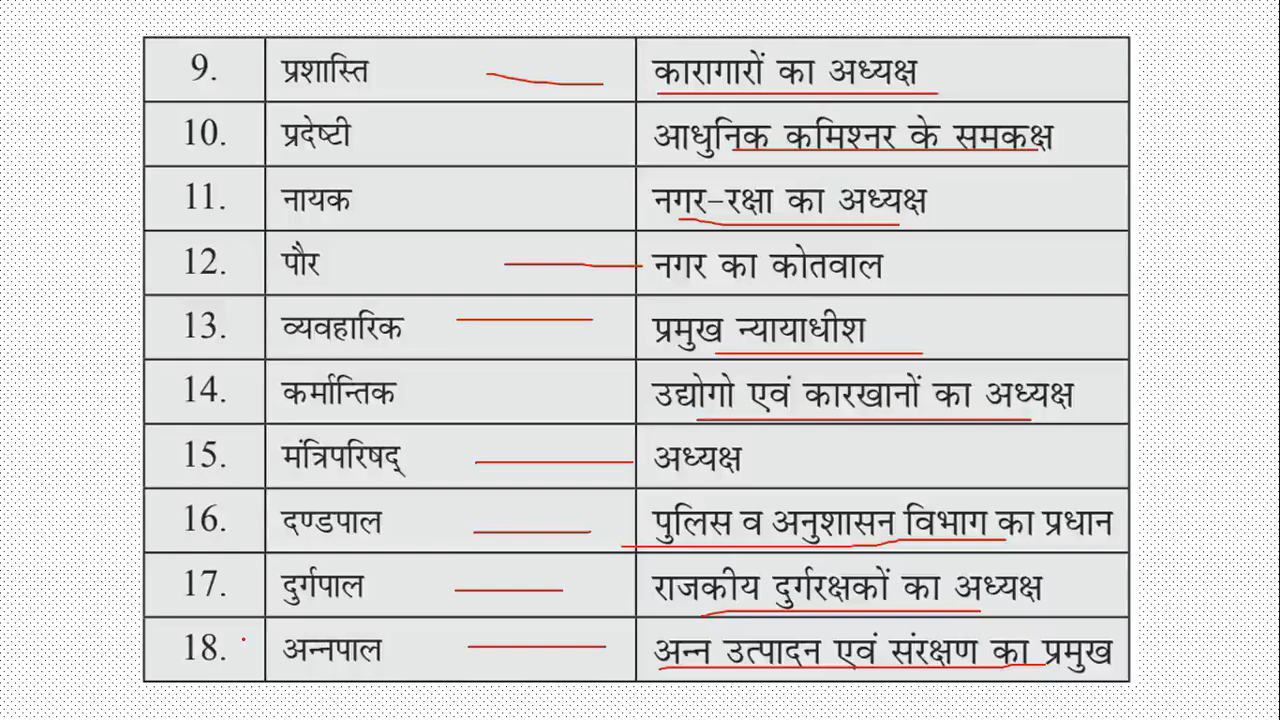 9. प्रशास्ति कारागारों का अध्यक्ष
10. प्रदेष्टी आधुनिक कमिश्नर के समकक्ष
11. नायक नगर-रक्षा का अध्यक्ष
12. पौर नगर का कोतवाल
13. व्यवहारिक प्रमुख न्यायाधीश
14. कर्मान्तिक उद्योगो एवं कारखानों का अध्यक्ष
15. मंत्रिपरिषद् अध्यक्ष
16. दण्डपाल पुलिस व अनुशासन विभाग का प्रधान
17. दुर्गपाल राजकीय दुर्गरक्षकों का अध्यक्ष
18. अन्नपाल अन्न उत्पादन एवं संरक्षण का प्रमुख